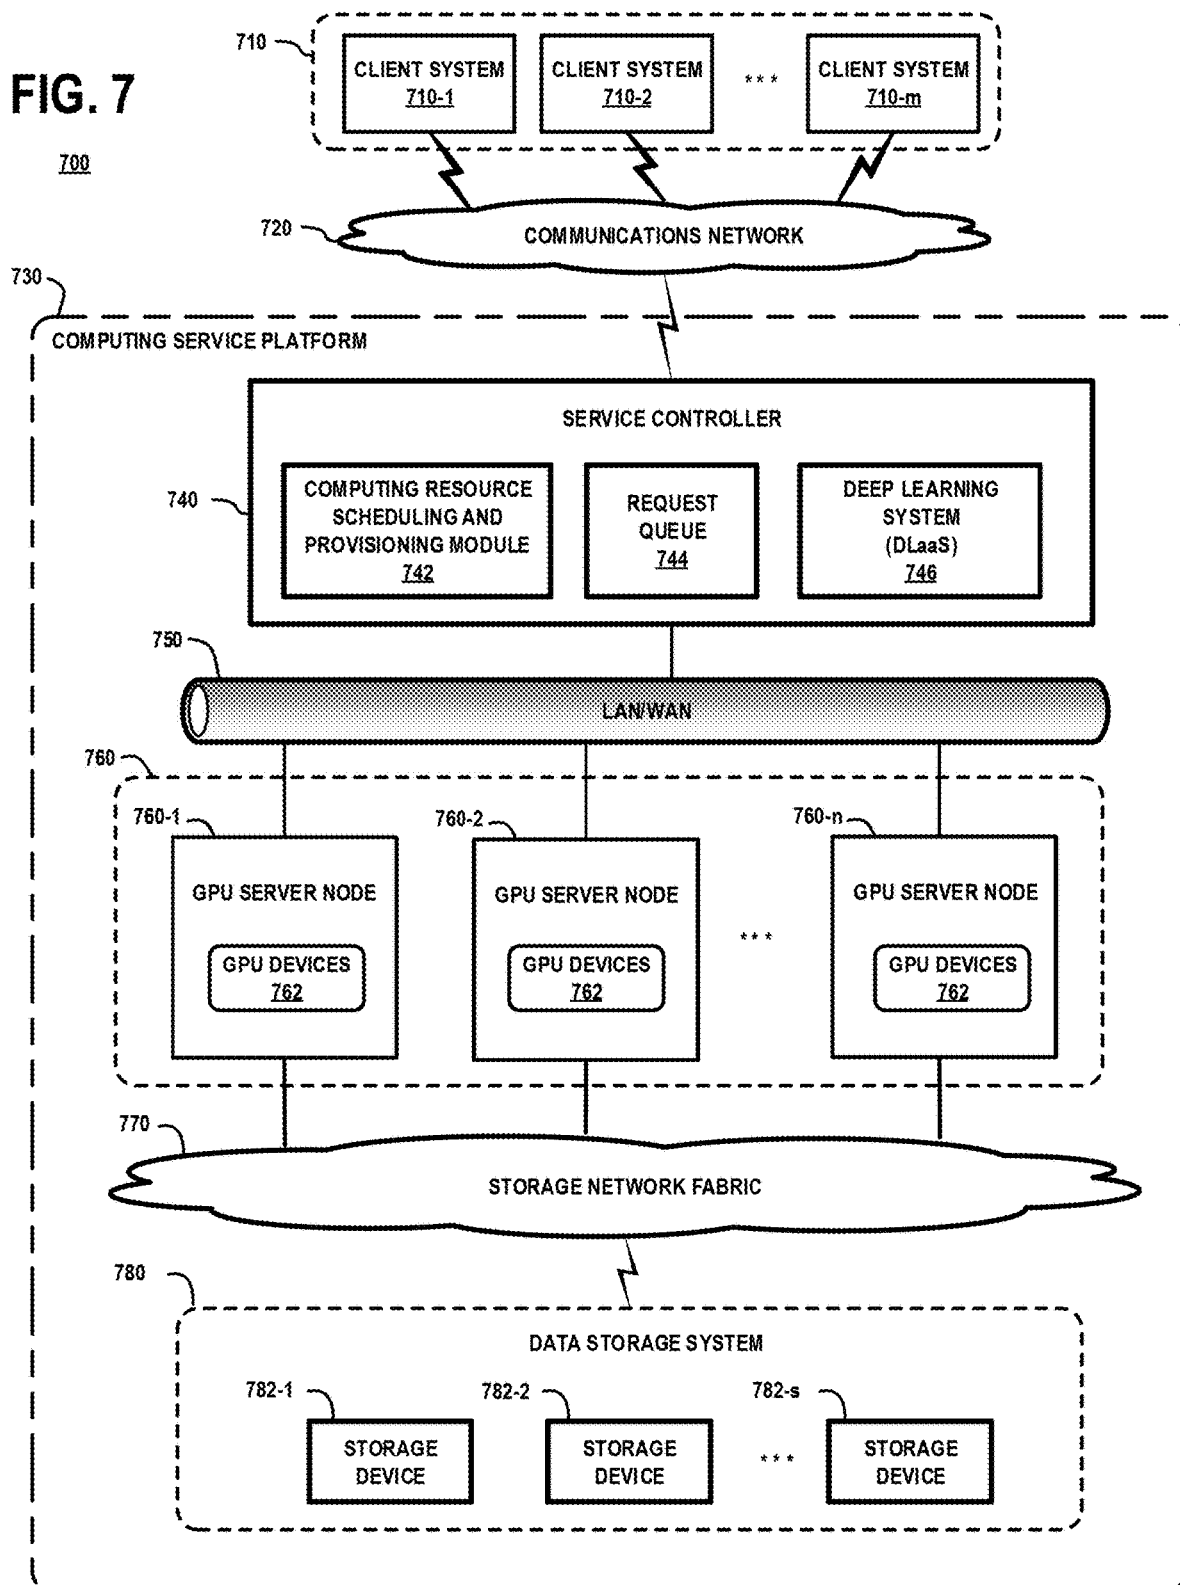 FIG. 7
700
710
CLIENT SYSTEM
710-1
CLIENT SYSTEM
710-2
***
CLIENT SYSTEM
710-m
720
COMMUNICATIONS NETWORK
730
COMPUTING SERVICE PLATFORM
SERVICE CONTROLLER
740
COMPUTING RESOURCE
SCHEDULING AND
PROVISIONING MODULE
742
REQUEST
QUEUE
744
DEEP LEARNING
SYSTEM
(DLaaS)
746
750
LAN/WAN
760
760-1
GPU SERVER NODE
GPU DEVICES
762
760-2
GPU SERVER NODE
GPU DEVICES
762
***
760-n
GPU SERVER NODE
GPU DEVICES
762
770
STORAGE NETWORK FABRIC
780
DATA STORAGE SYSTEM
782-1
STORAGE
DEVICE
782-2
STORAGE
DEVICE
***
782-s
STORAGE
DEVICE